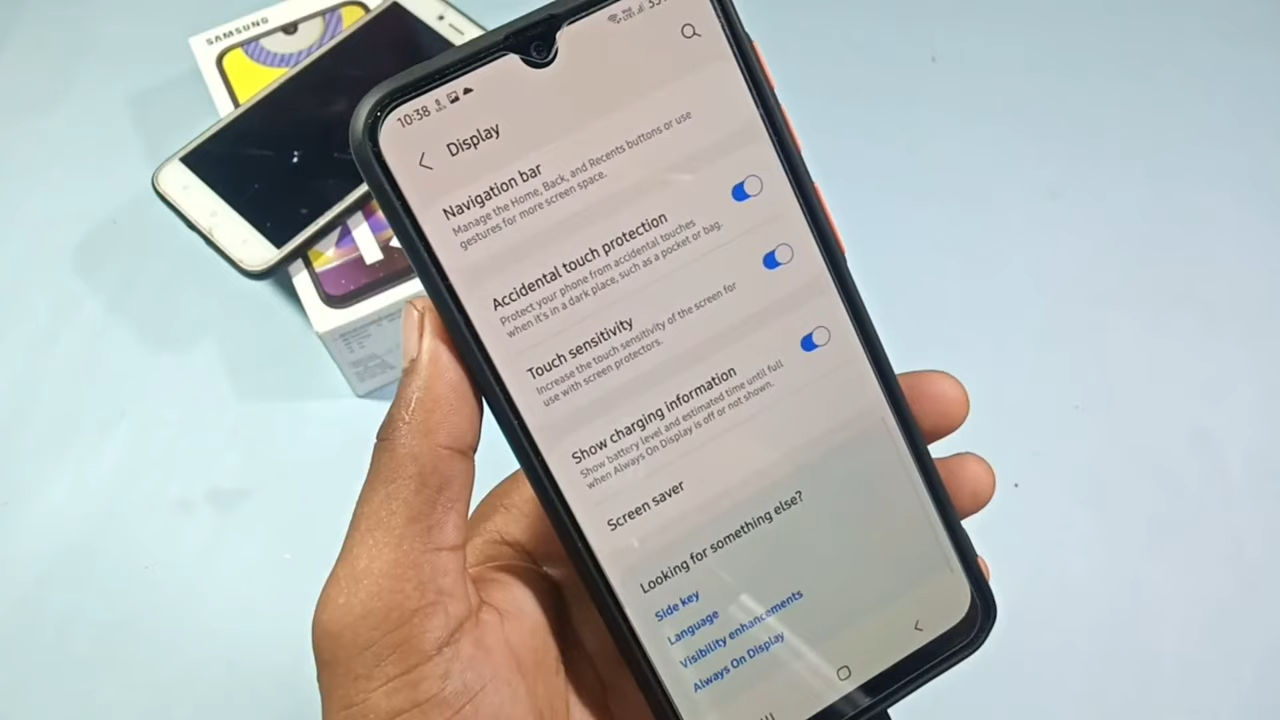 SAMSUNG
10:38
Display
Navigation bar
Manage the Home, Back, and Recents buttons or use
gestures for more screen space.
Accidental touch protection
Protect your phone from accidental touches
when it's in a dark place, such as a pocket or bag.
Touch sensitivity
Increase the touch sensitivity of the screen for
use with screen protectors.
Show charging information
Show battery level and estimated time until full
when Always On Display is off or not shown.
Screen saver
Looking for something else?
Side key
Language
Visibility enhancements
Always On Display